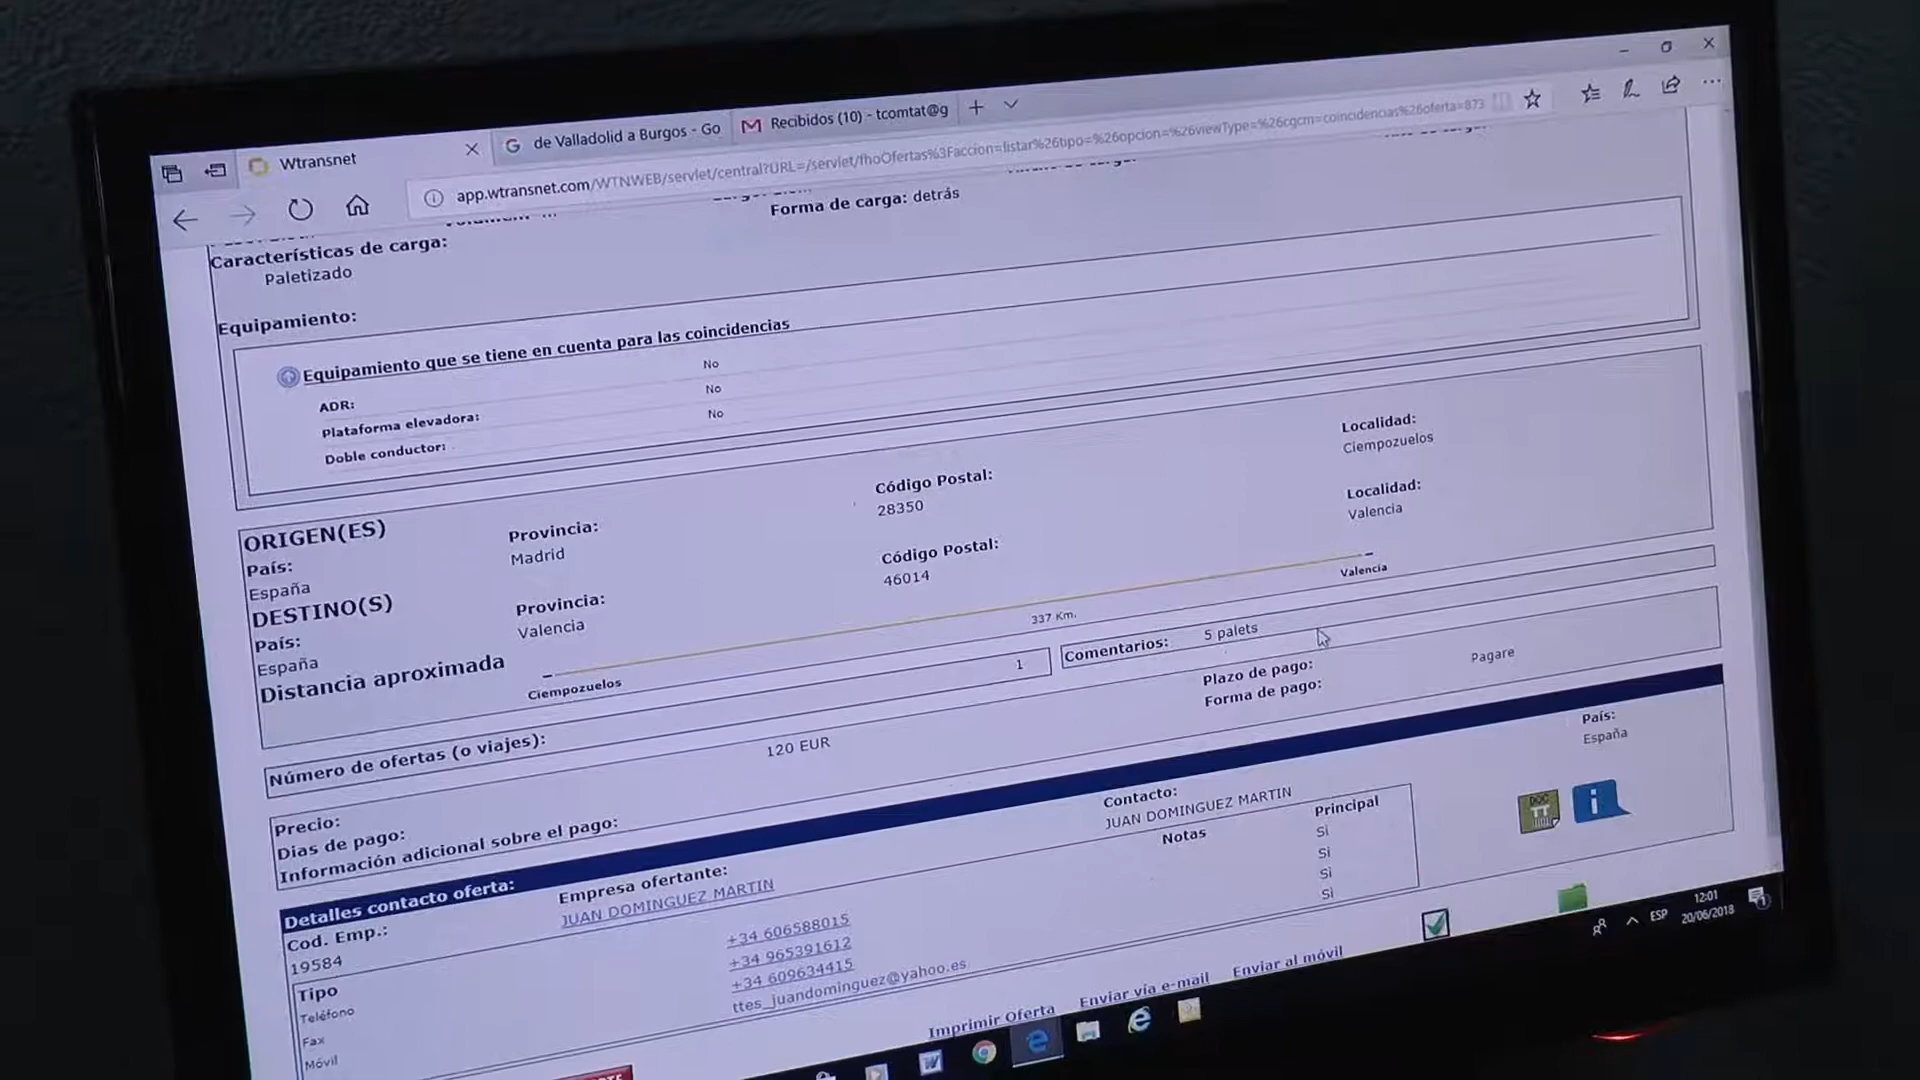 Wtransnet
de Valladolid a Burgos - Go
Recibidos (10) - tcomtat@g
app.wtransnet.com/WTNWEB/servlet/central?URL=/servlet/fhoOfertas%3Faccion=listar%26tipo=%26opcion=%26viewType=%26cgcm=coincidencias%26oferta=873
Forma de carga: detrás
Características de carga:
Paletizado
Equipamiento:
Equipamiento que se tiene en cuenta para las coincidencias
ADR: No
Plataforma elevadora: No
Doble conductor: No
ORIGEN(ES)
País: Provincia: Código Postal: Localidad:
España Madrid 28350 Ciempozuelos
DESTINO(S)
País: Provincia: Código Postal: Localidad:
España Valencia 46014 Valencia
Distancia aproximada
Ciempozuelos 337 Km. Valencia
Número de ofertas (o viajes): 1
Comentarios: 5 palets
Precio: 120 EUR
Plazo de pago:
Dias de pago:
Forma de pago: Pagare
Información adicional sobre el pago:
Detalles contacto oferta:
Cod. Emp.: Empresa ofertante: Contacto: País:
19584 JUAN DOMINGUEZ MARTIN JUAN DOMINGUEZ MARTIN España
Tipo Notas Principal
Teléfono +34 606588015 Si
Fax +34 965391612 Si
Móvil +34 609634415 Si
ttes_juandominguez@yahoo.es Si
DOC
Imprimir Oferta Enviar vía e-mail Enviar al móvil
ESP
12:01
20/06/2018